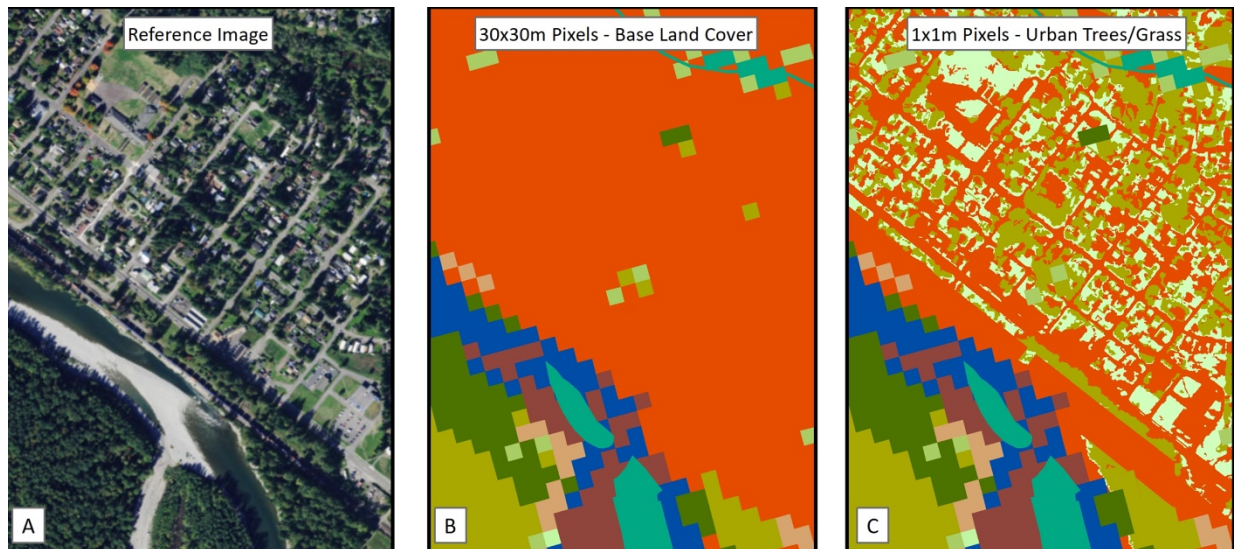 Reference Image
30x30m Pixels - Base Land Cover
1x1m Pixels - Urban Trees/Grass
A
B
C